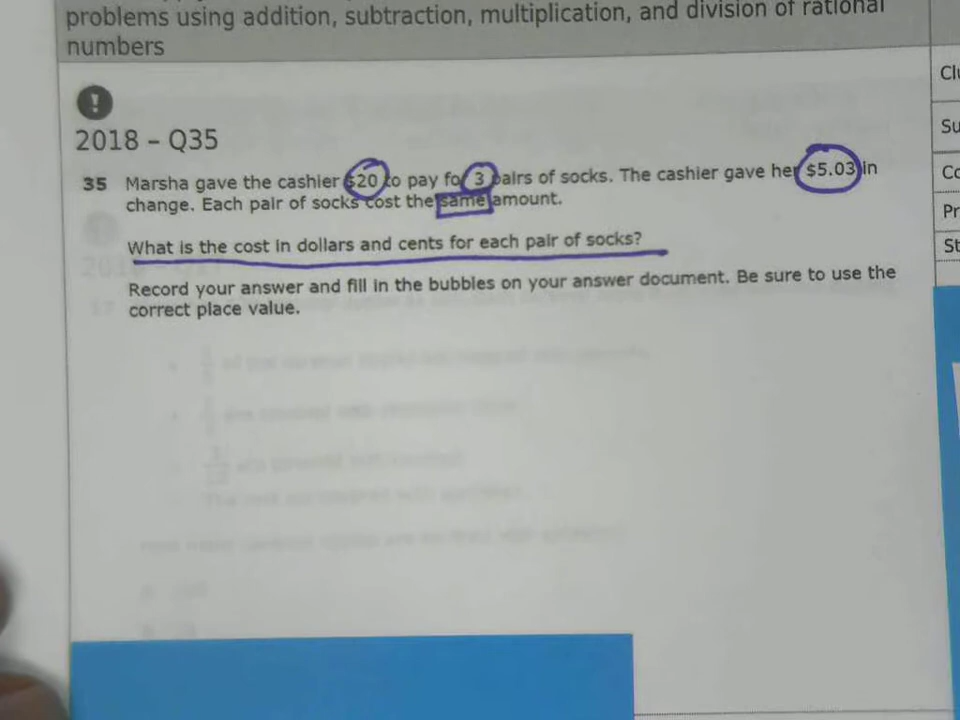 problems using addition, subtraction, multiplication, and division of rational
numbers
!
2018 – Q35
35 Marsha gave the cashier $20 to pay for 3 pairs of socks. The cashier gave her $5.03 in
change. Each pair of socks cost the same amount.
What is the cost in dollars and cents for each pair of socks?
Record your answer and fill in the bubbles on your answer document. Be sure to use the
correct place value.
Clu
Su
Co
Pr
St